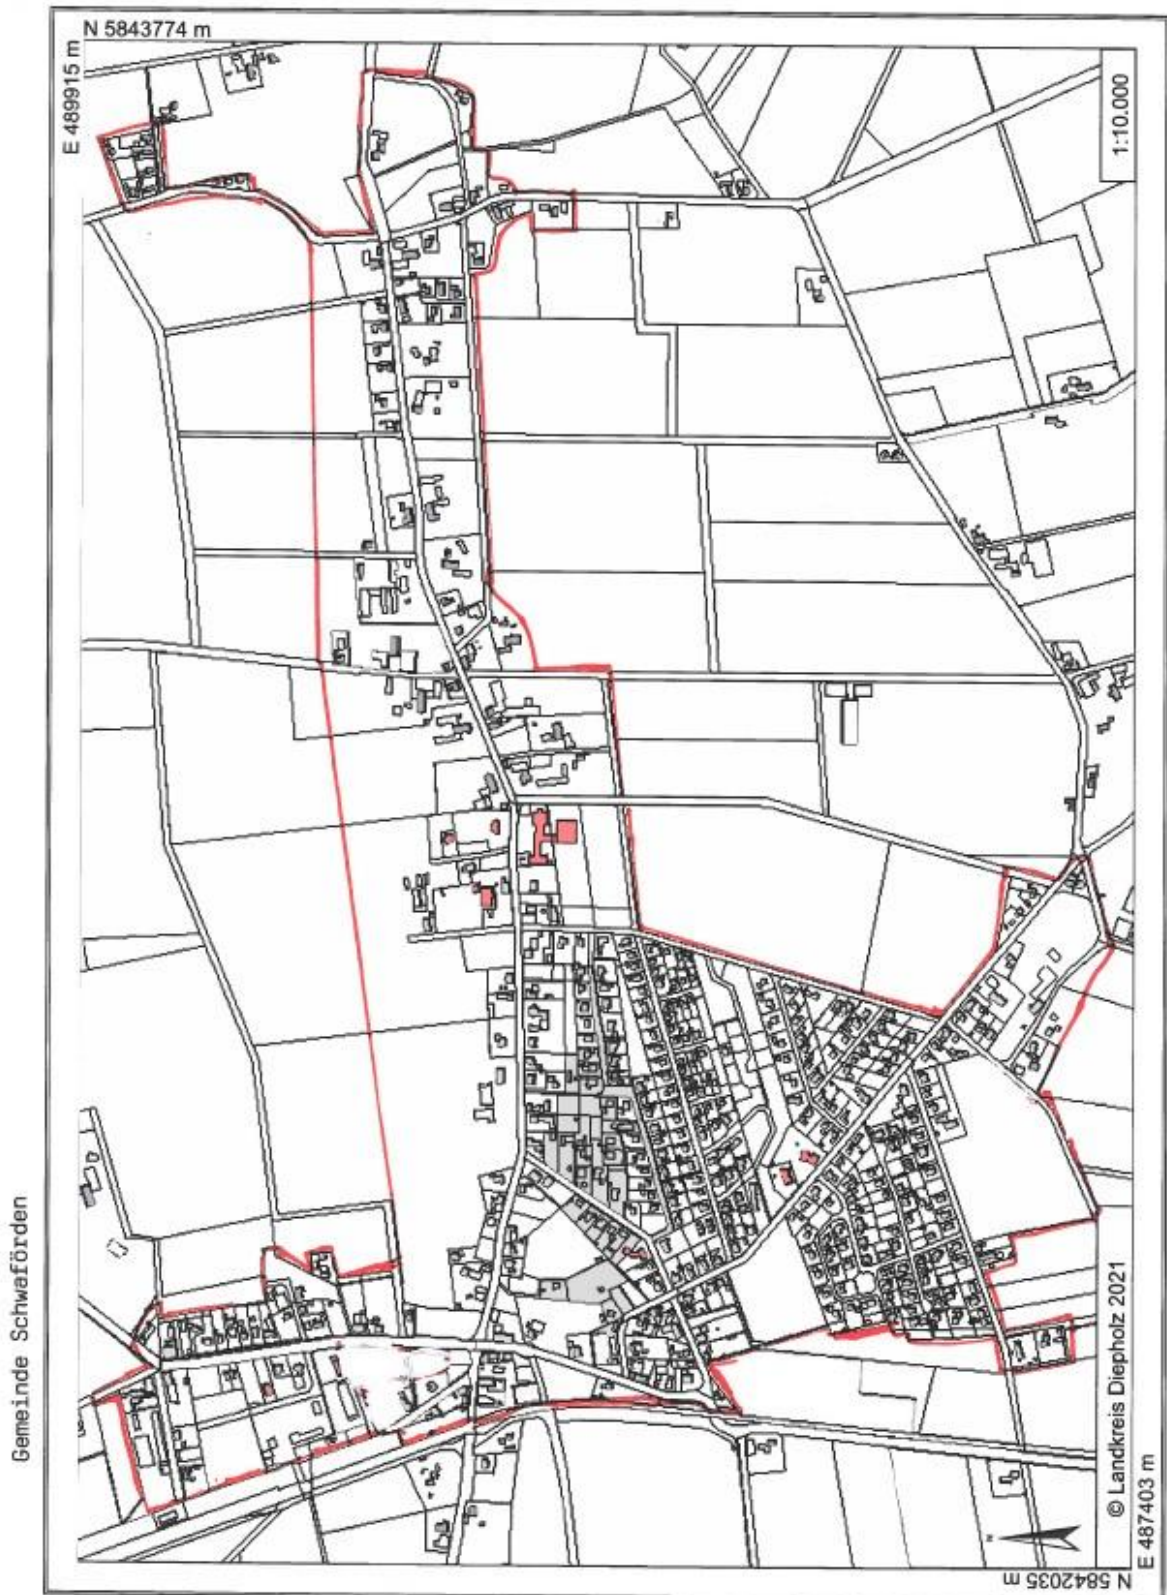 Gemeinde Schwaförden
N 5843774 m
E 489915 m
1:10.000
© Landkreis Diepholz 2021
E 487403 m
N 5842035 m
N